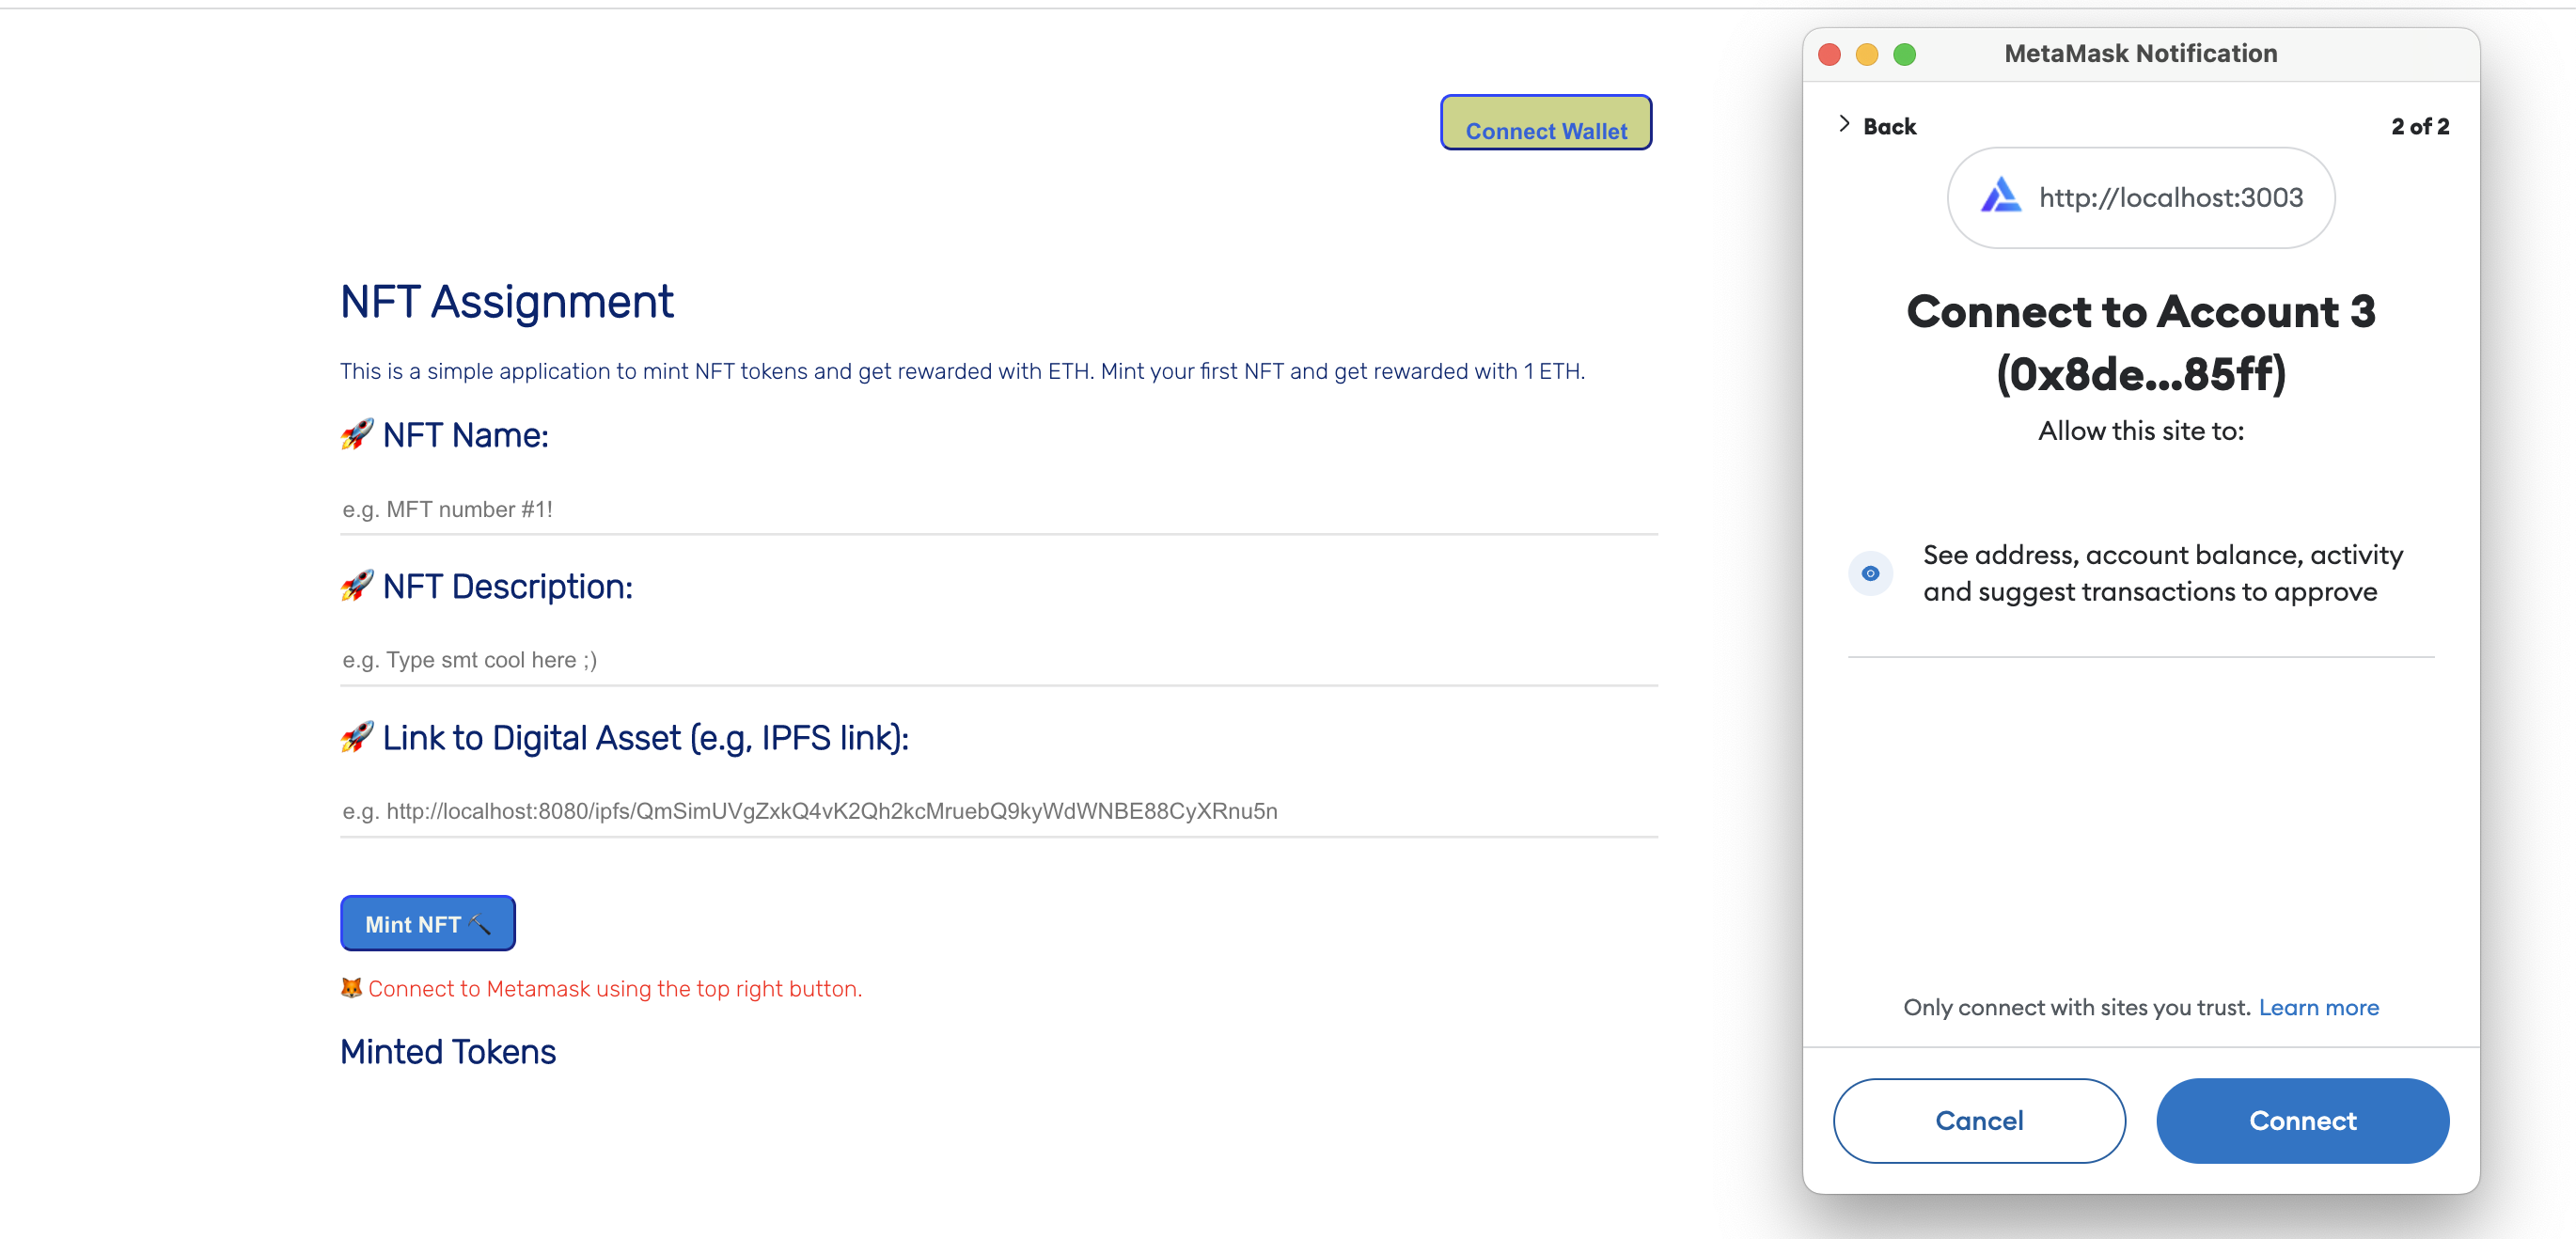 Connect Wallet
NFT Assignment
This is a simple application to mint NFT tokens and get rewarded with ETH. Mint your first NFT and get rewarded with 1 ETH.
🚀 NFT Name:
e.g. MFT number #1!
🚀 NFT Description:
e.g. Type smt cool here ;)
🚀 Link to Digital Asset (e.g, IPFS link):
e.g. http://localhost:8080/ipfs/QmSimUVgZxkQ4vK2Qh2kcMruebQ9kyWdWNBE88CyXRnu5n
Mint NFT 🔨
🦊 Connect to Metamask using the top right button.
Minted Tokens
MetaMask Notification
Back
2 of 2
http://localhost:3003
Connect to Account 3
(0x8de...85ff)
Allow this site to:
See address, account balance, activity
and suggest transactions to approve
Only connect with sites you trust. Learn more
Cancel
Connect